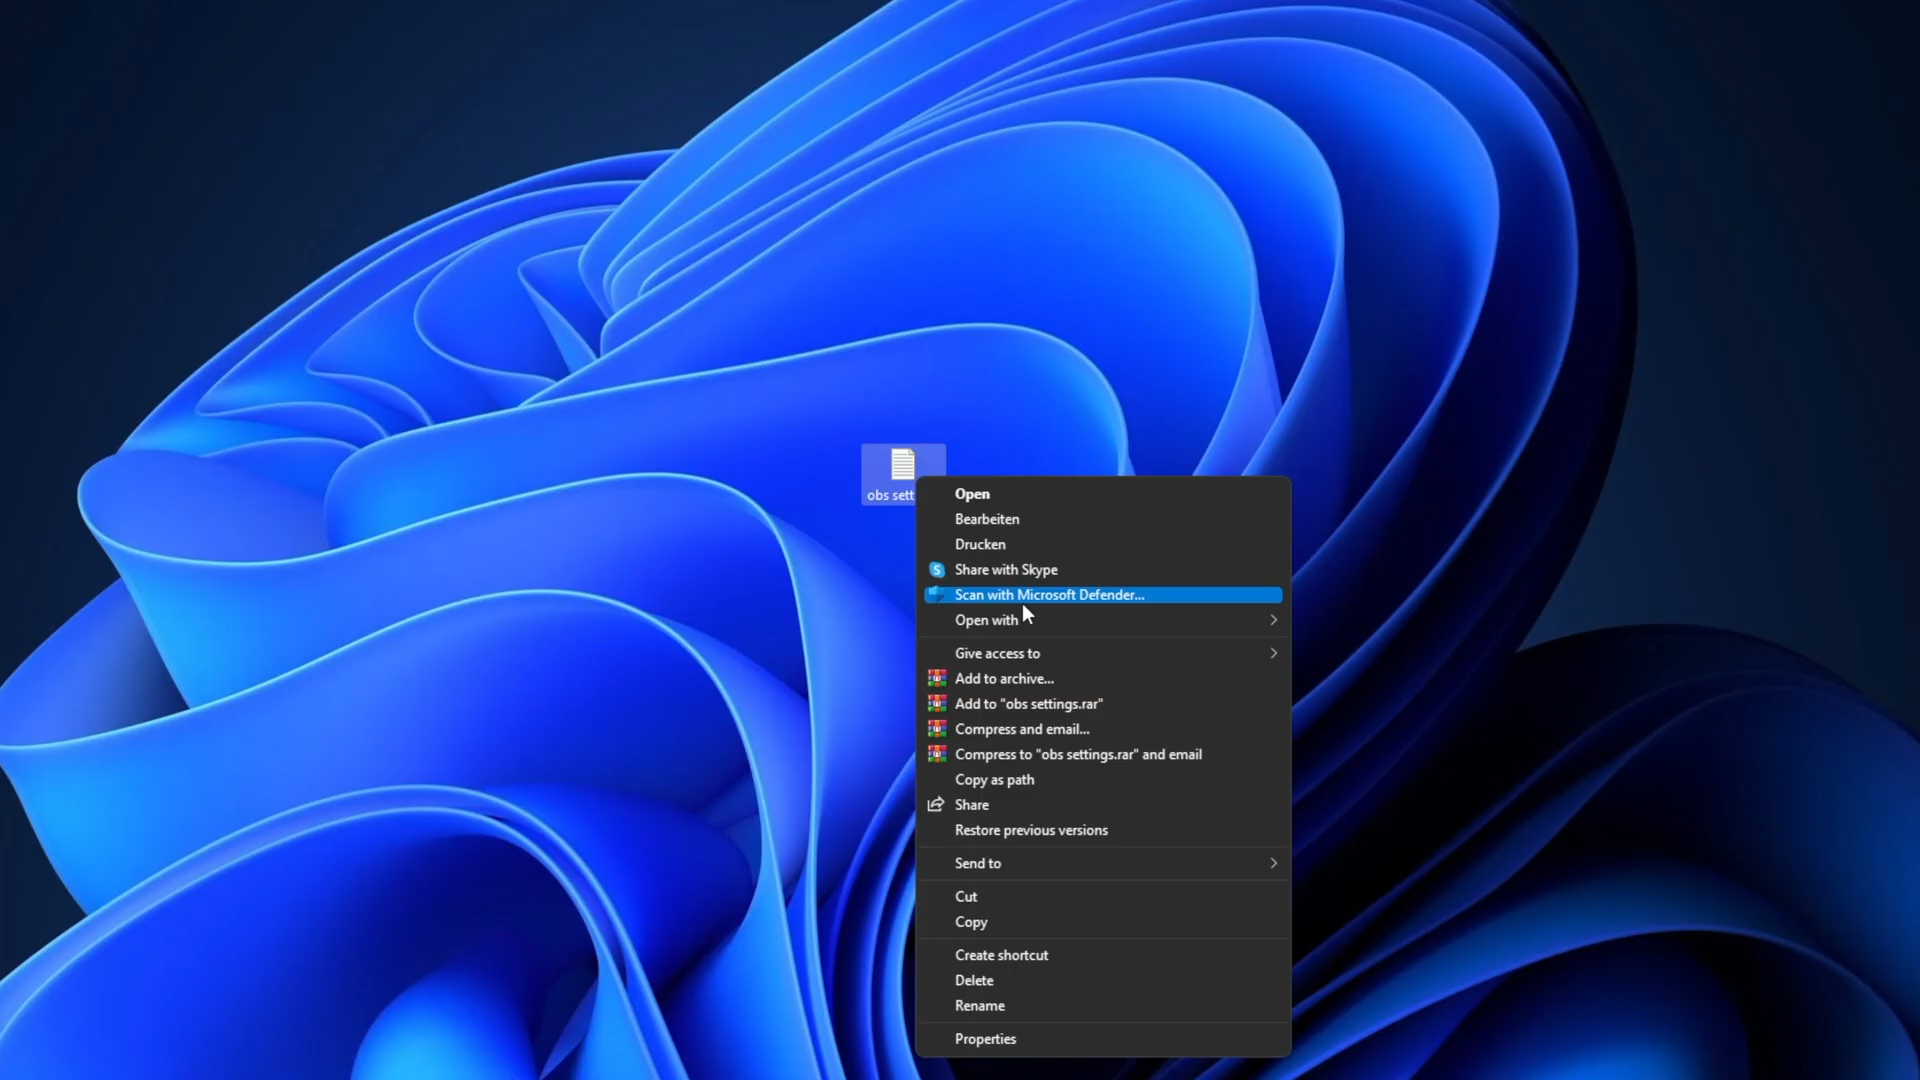 obs sett
Open
Bearbeiten
Drucken
Share with Skype
Scan with Microsoft Defender...
Open with
Give access to
Add to archive...
Add to "obs settings.rar"
Compress and email...
Compress to "obs settings.rar" and email
Copy as path
Share
Restore previous versions
Send to
Cut
Copy
Create shortcut
Delete
Rename
Properties